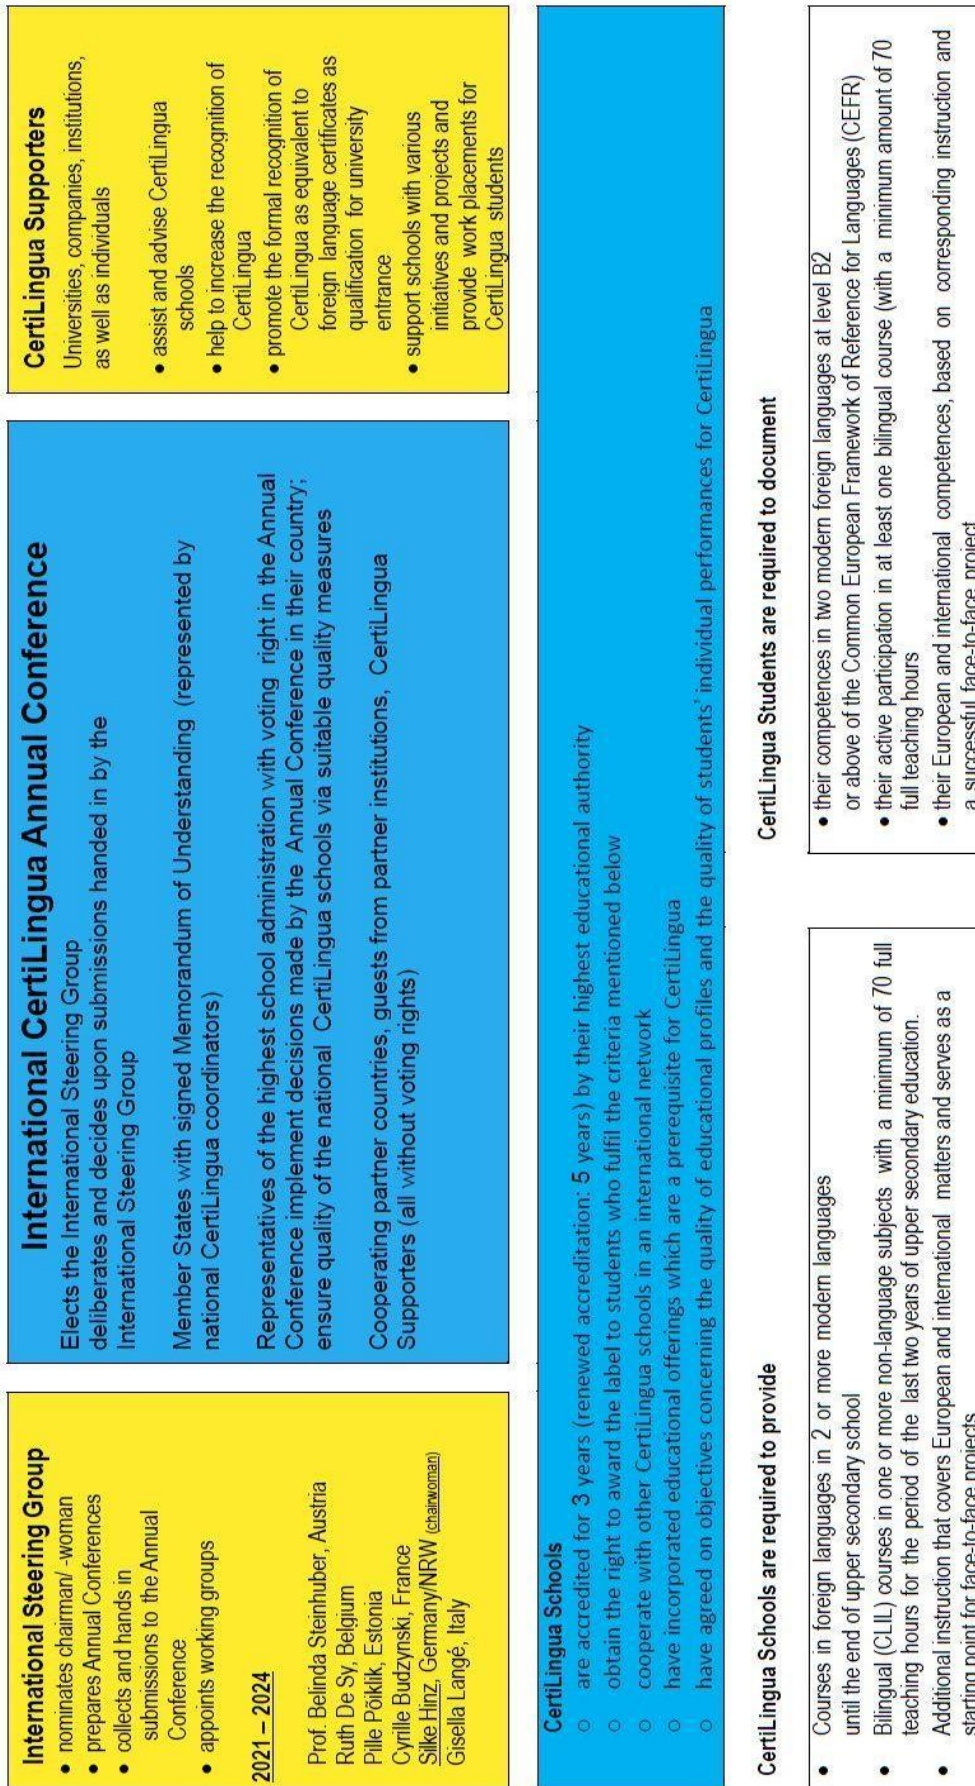 International Steering Group
• nominates chairman/ -woman
• prepares Annual Conferences
• collects and hands in
submissions to the Annual
Conference
• appoints working groups
2021 – 2024
Prof. Belinda Steinhuber, Austria
Ruth De Sy, Belgium
Pille Põiklik, Estonia
Cyrille Budzynski, France
Silke Hinz, Germany/NRW (chairwoman)
Gisella Langé, Italy
International CertiLingua Annual Conference
Elects the International Steering Group
deliberates and decides upon submissions handed in by the
International Steering Group
Member States with signed Memorandum of Understanding (represented by
national CertiLingua coordinators)
Representatives of the highest school administration with voting right in the Annual
Conference implement decisions made by the Annual Conference in their country;
ensure quality of the national CertiLingua schools via suitable quality measures
Cooperating partner countries, guests from partner institutions, CertiLingua
Supporters (all without voting rights)
CertiLingua Supporters
Universities, companies, institutions,
as well as individuals
• assist and advise CertiLingua
schools
• help to increase the recognition of
CertiLingua
• promote the formal recognition of
CertiLingua as equivalent to
foreign language certificates as
qualification for university
entrance
• support schools with various
initiatives and projects and
provide work placements for
CertiLingua students
CertiLingua Schools
○ are accredited for 3 years (renewed accreditation: 5 years) by their highest educational authority
○ obtain the right to award the label to students who fulfil the criteria mentioned below
○ cooperate with other CertiLingua schools in an international network
○ have incorporated educational offerings which are a prerequisite for CertiLingua
○ have agreed on objectives concerning the quality of educational profiles and the quality of students' individual performances for CertiLingua
CertiLingua Schools are required to provide
• Courses in foreign languages in 2 or more modern languages
until the end of upper secondary school
• Bilingual (CLIL) courses in one or more non-language subjects with a minimum of 70 full
teaching hours for the period of the last two years of upper secondary education.
• Additional instruction that covers European and international matters and serves as a
starting point for face-to-face projects
CertiLingua Students are required to document
• their competences in two modern foreign languages at level B2
or above of the Common European Framework of Reference for Languages (CEFR)
• their active participation in at least one bilingual course (with a minimum amount of 70
full teaching hours
• their European and international competences, based on corresponding instruction and
a successful face-to-face project